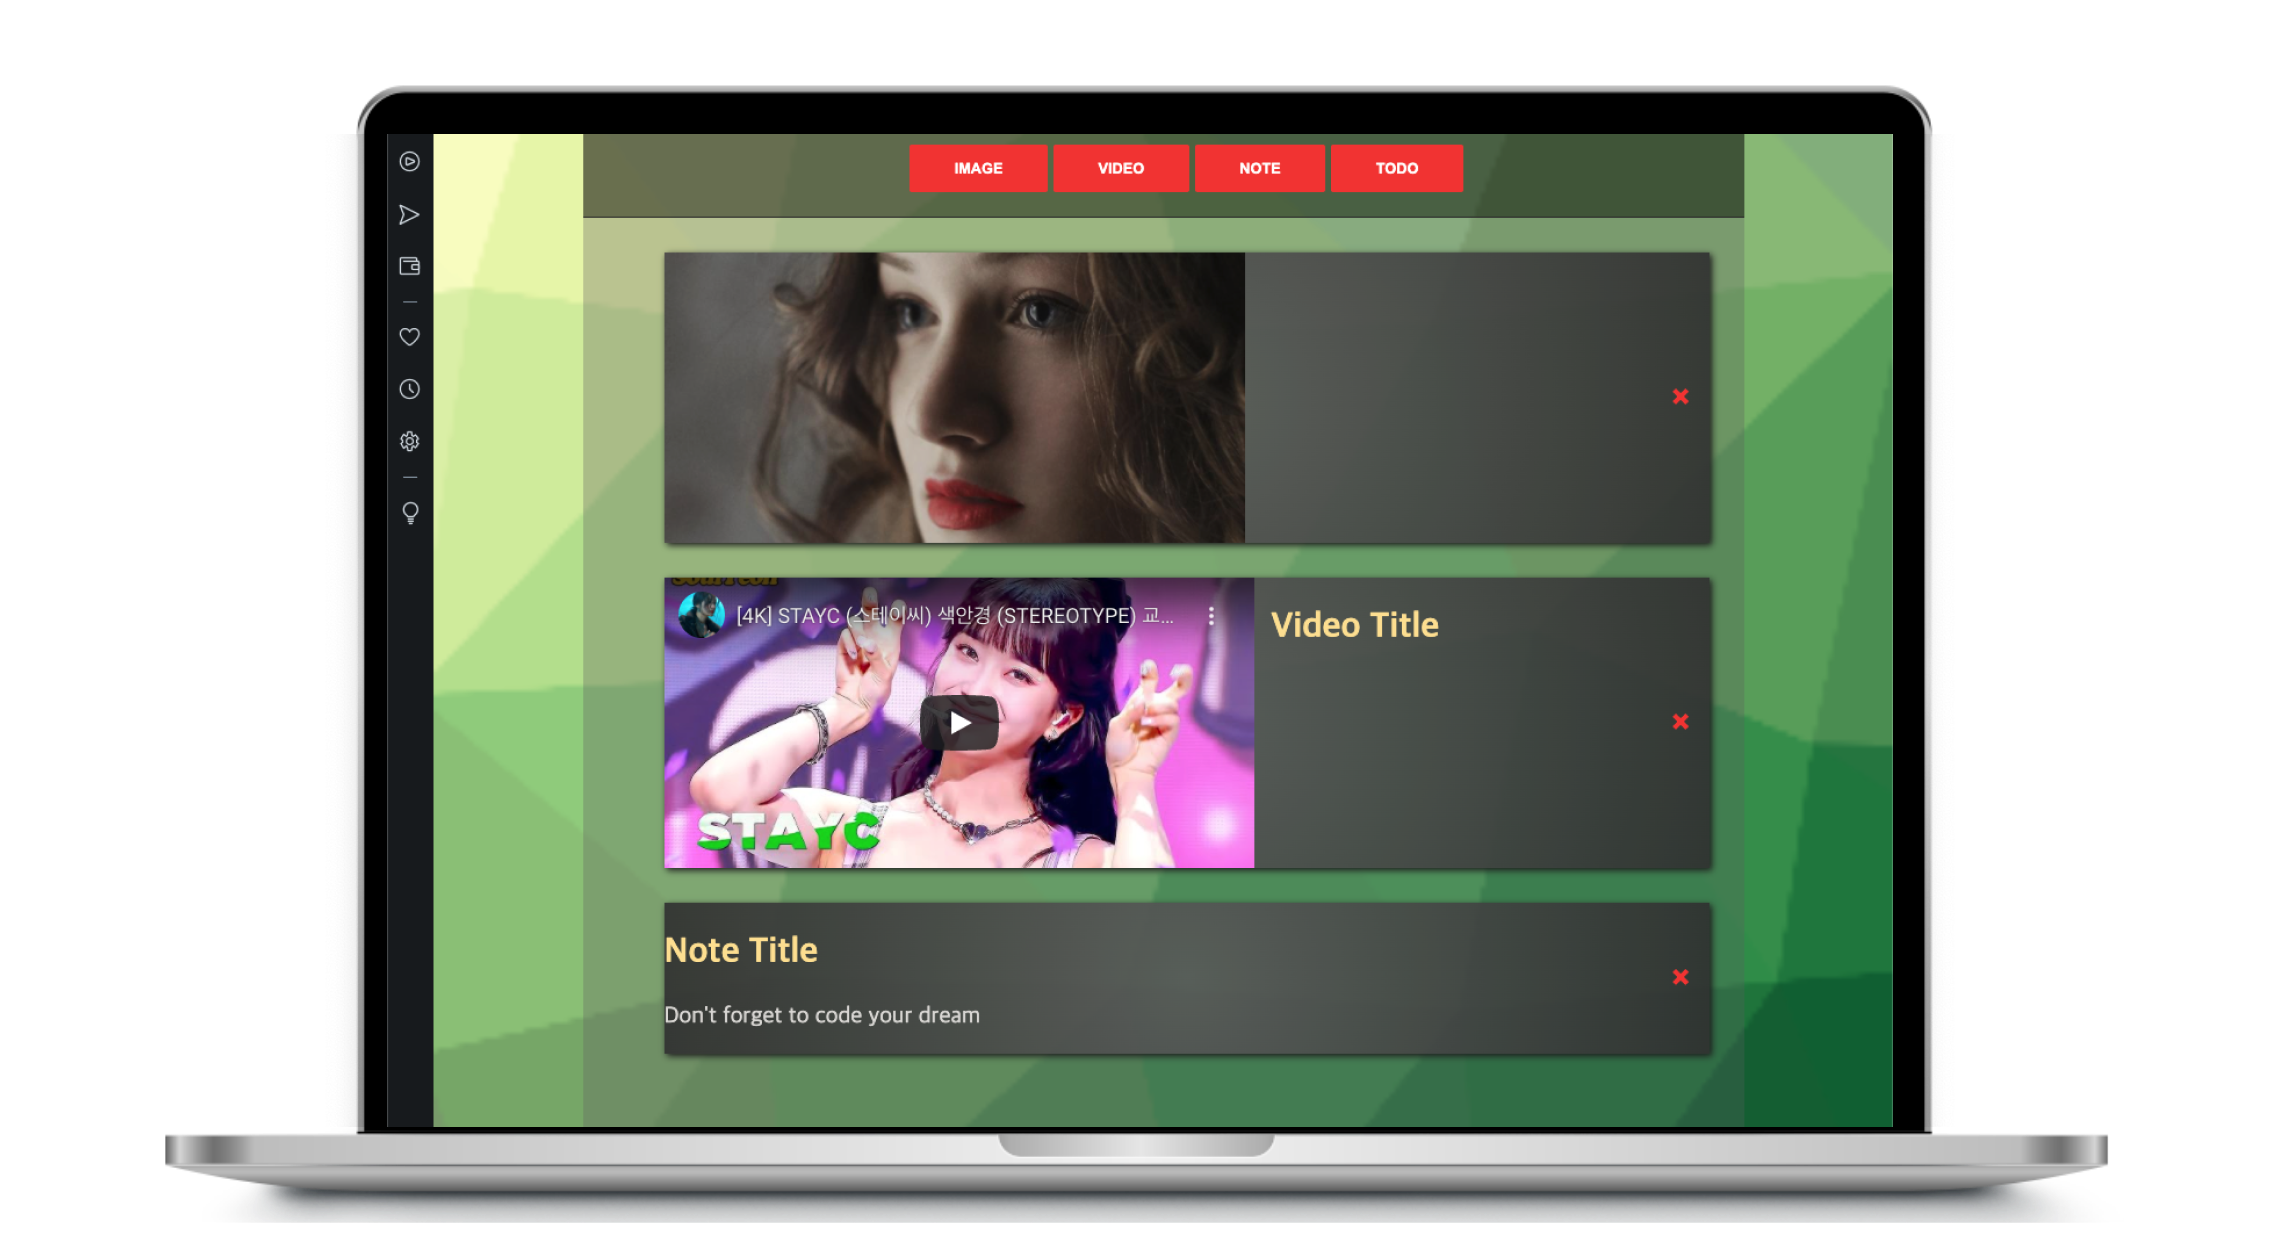 IMAGE
VIDEO
NOTE
TODO
[4K] STAYC (스테이씨) 색안경 (STEREOTYPE) 교...
STAYC
Video Title
Note Title
Don't forget to code your dream